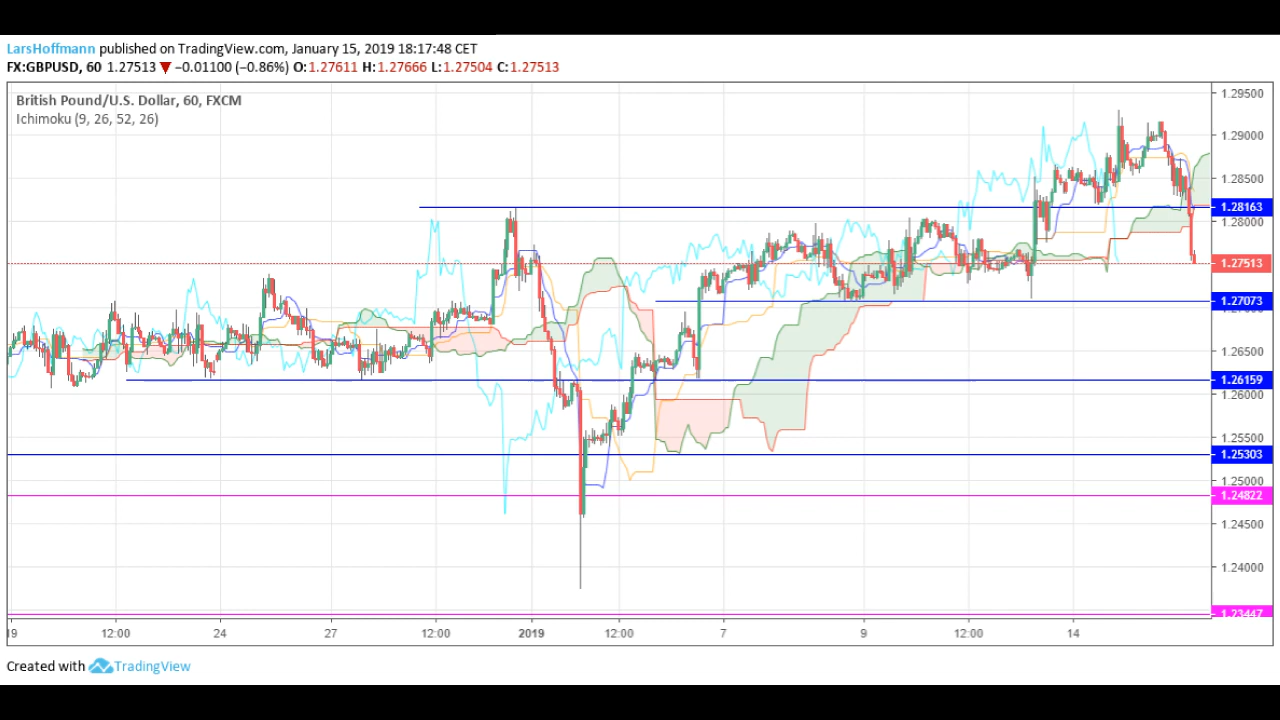 LarsHoffmann published on TradingView.com, January 15, 2019 18:17:48 CET
FX:GBPUSD, 60 1.27513 ▼ −0.01100 (−0.86%) O:1.27611 H:1.27666 L:1.27504 C:1.27513
British Pound/U.S. Dollar, 60, FXCM
Ichimoku (9, 26, 52, 26)
1.29500
1.29000
1.28500
1.28163
1.28000
1.27513
1.27073
1.26500
1.26159
1.26000
1.25500
1.25303
1.25000
1.24822
1.24500
1.24000
1.23447
19 12:00 24 27 12:00 2019 12:00 7 9 12:00 14
Created with TradingView